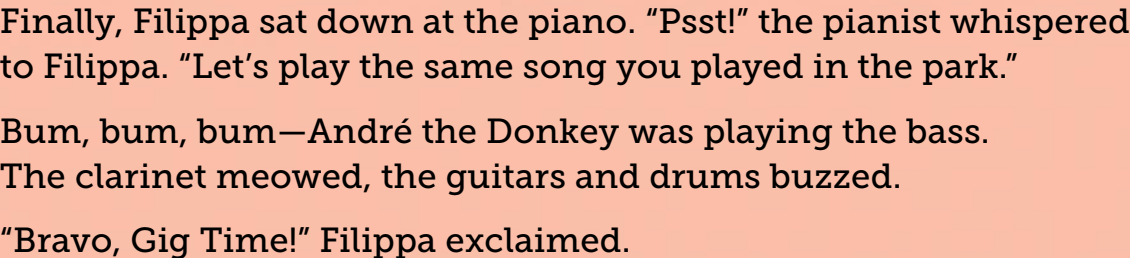 Finally, Filippa sat down at the piano. “Psst!” the pianist whispered
to Filippa. “Let’s play the same song you played in the park.”
Bum, bum, bum—André the Donkey was playing the bass.
The clarinet meowed, the guitars and drums buzzed.
“Bravo, Gig Time!” Filippa exclaimed.